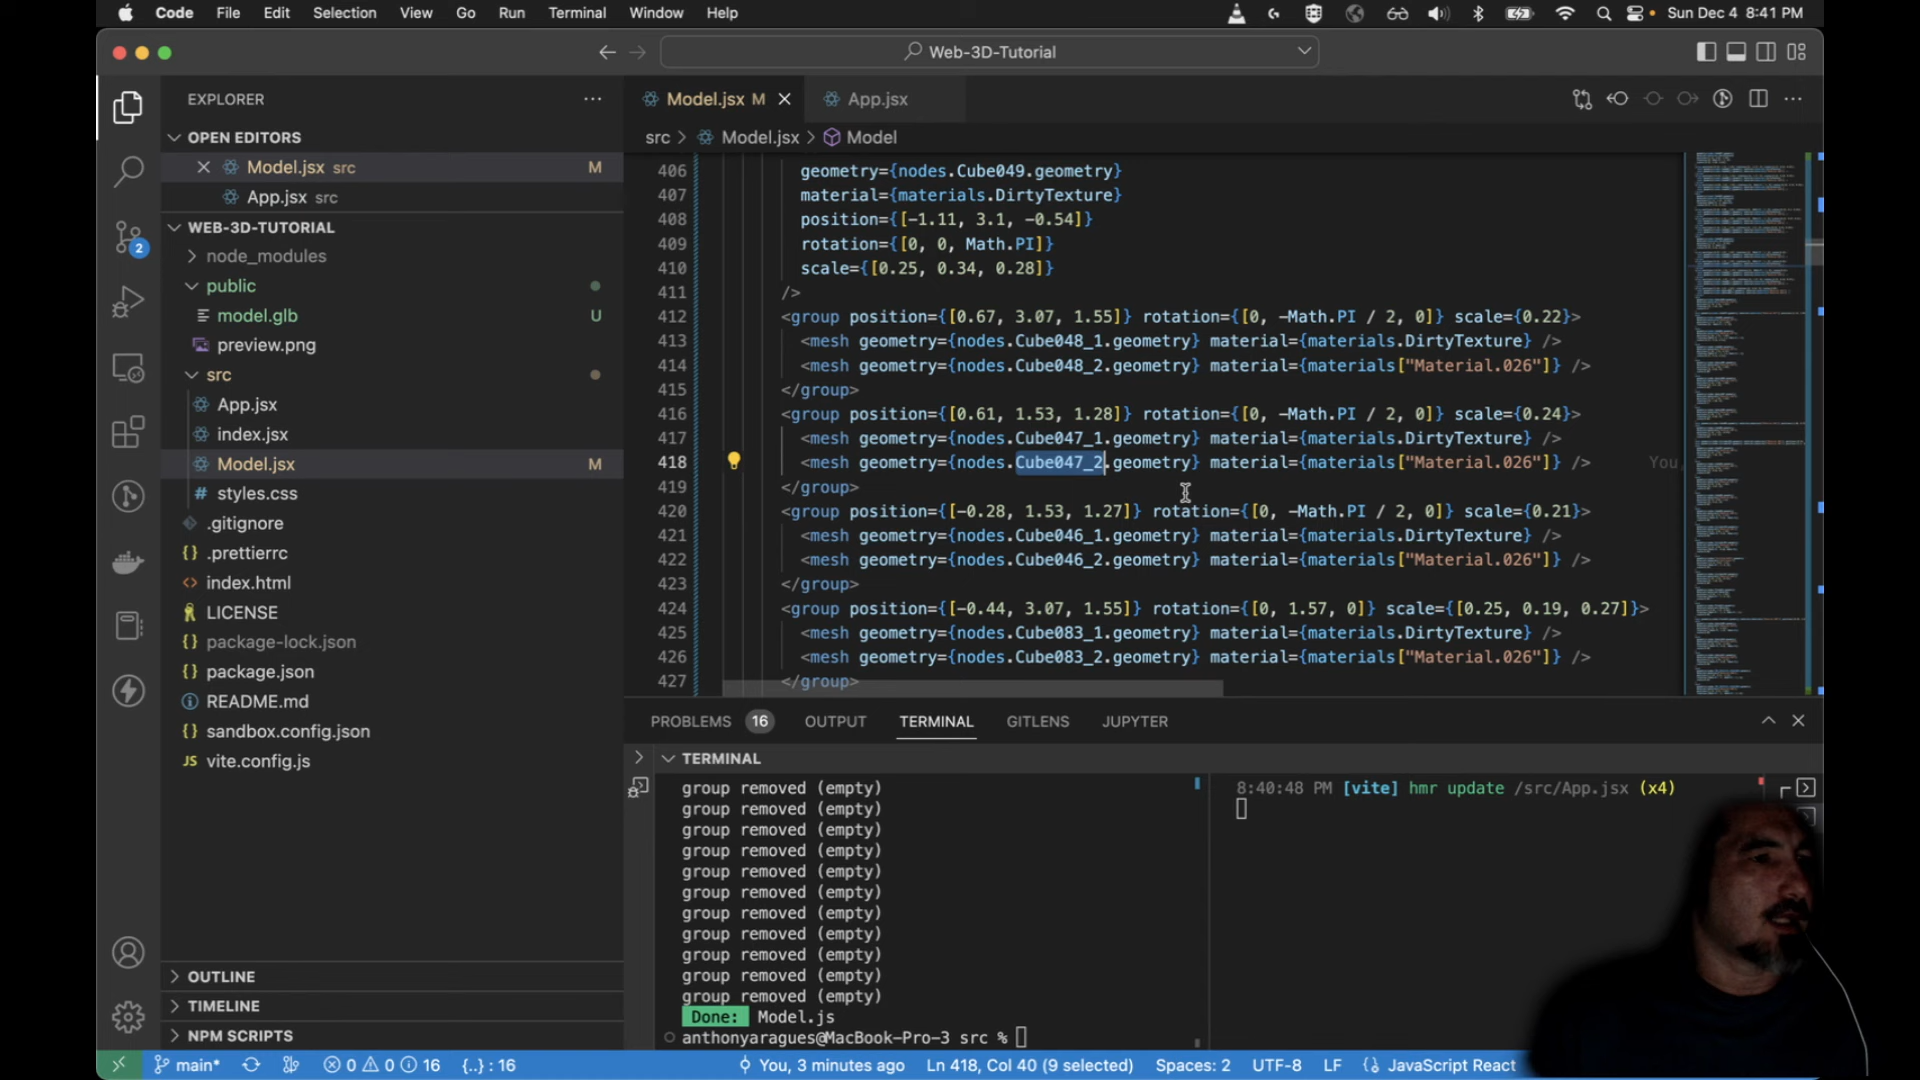 Code File Edit Selection View Go Run Terminal Window Help
Sun Dec 4 8:41 PM
Web-3D-Tutorial
EXPLORER
OPEN EDITORS
Model.jsx src M
App.jsx src
WEB-3D-TUTORIAL
node_modules
public
model.glb U
preview.png
src
App.jsx
index.jsx
Model.jsx M
styles.css
.gitignore
.prettierrc
index.html
LICENSE
package-lock.json
package.json
README.md
sandbox.config.json
vite.config.js
OUTLINE
TIMELINE
NPM SCRIPTS
2
Model.jsx M App.jsx
src > Model.jsx > Model
406 geometry={nodes.Cube049.geometry}
407 material={materials.DirtyTexture}
408 position={[-1.11, 3.1, -0.54]}
409 rotation={[0, 0, Math.PI]}
410 scale={[0.25, 0.34, 0.28]}
411 />
412 <group position={[0.67, 3.07, 1.55]} rotation={[0, -Math.PI / 2, 0]} scale={0.22}>
413 <mesh geometry={nodes.Cube048_1.geometry} material={materials.DirtyTexture} />
414 <mesh geometry={nodes.Cube048_2.geometry} material={materials["Material.026"]} />
415 </group>
416 <group position={[0.61, 1.53, 1.28]} rotation={[0, -Math.PI / 2, 0]} scale={0.24}>
417 <mesh geometry={nodes.Cube047_1.geometry} material={materials.DirtyTexture} />
418 <mesh geometry={nodes.Cube047_2.geometry} material={materials["Material.026"]} /> You,
419 </group>
420 <group position={[-0.28, 1.53, 1.27]} rotation={[0, -Math.PI / 2, 0]} scale={0.21}>
421 <mesh geometry={nodes.Cube046_1.geometry} material={materials.DirtyTexture} />
422 <mesh geometry={nodes.Cube046_2.geometry} material={materials["Material.026"]} />
423 </group>
424 <group position={[-0.44, 3.07, 1.55]} rotation={[0, 1.57, 0]} scale={[0.25, 0.19, 0.27]}>
425 <mesh geometry={nodes.Cube083_1.geometry} material={materials.DirtyTexture} />
426 <mesh geometry={nodes.Cube083_2.geometry} material={materials["Material.026"]} />
427 </group>
PROBLEMS 16 OUTPUT TERMINAL GITLENS JUPYTER
TERMINAL
group removed (empty)
group removed (empty)
group removed (empty)
group removed (empty)
group removed (empty)
group removed (empty)
group removed (empty)
group removed (empty)
group removed (empty)
group removed (empty)
group removed (empty)
Done: Model.js
anthonyaragues@MacBook-Pro-3 src %
8:40:48 PM [vite] hmr update /src/App.jsx (x4)
main* 0 0 16 {..} : 16 You, 3 minutes ago Ln 418, Col 40 (9 selected) Spaces: 2 UTF-8 LF JavaScript React